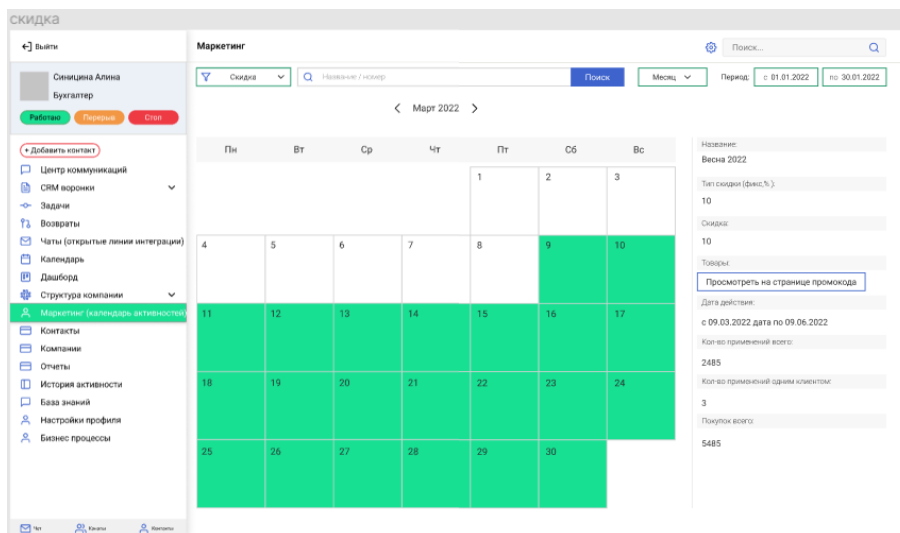 скидка
Выйти
Синицина Алина
Бухгалтер
Работаю Перерыв Стоп
+ Добавить контакт
Центр коммуникаций
CRM воронки
Задачи
Возвраты
Чаты (открытые линии интеграции)
Календарь
Дашборд
Структура компании
Маркетинг (календарь активностей)
Контакты
Компании
Отчеты
История активности
База знаний
Настройки профиля
Бизнес процессы
Чат Каналы Контакты
Маркетинг
Поиск...
Скидка
Название / номер
Поиск
Месяц
Период: с 01.01.2022 по 30.01.2022
Март 2022
Пн Вт Ср Чт Пт Сб Вс
1 2 3
4 5 6 7 8 9 10
11 12 13 14 15 16 17
18 19 20 21 22 23 24
25 26 27 28 29 30
Название:
Весна 2022
Тип скидки (фикс,% ):
10
Скидка:
10
Товары:
Просмотреть на странице промокода
Дата действия:
с 09.03.2022 дата по 09.06.2022
Кол-во применений всего:
2485
Кол-во применений одним клиентом:
3
Покупок всего:
5485